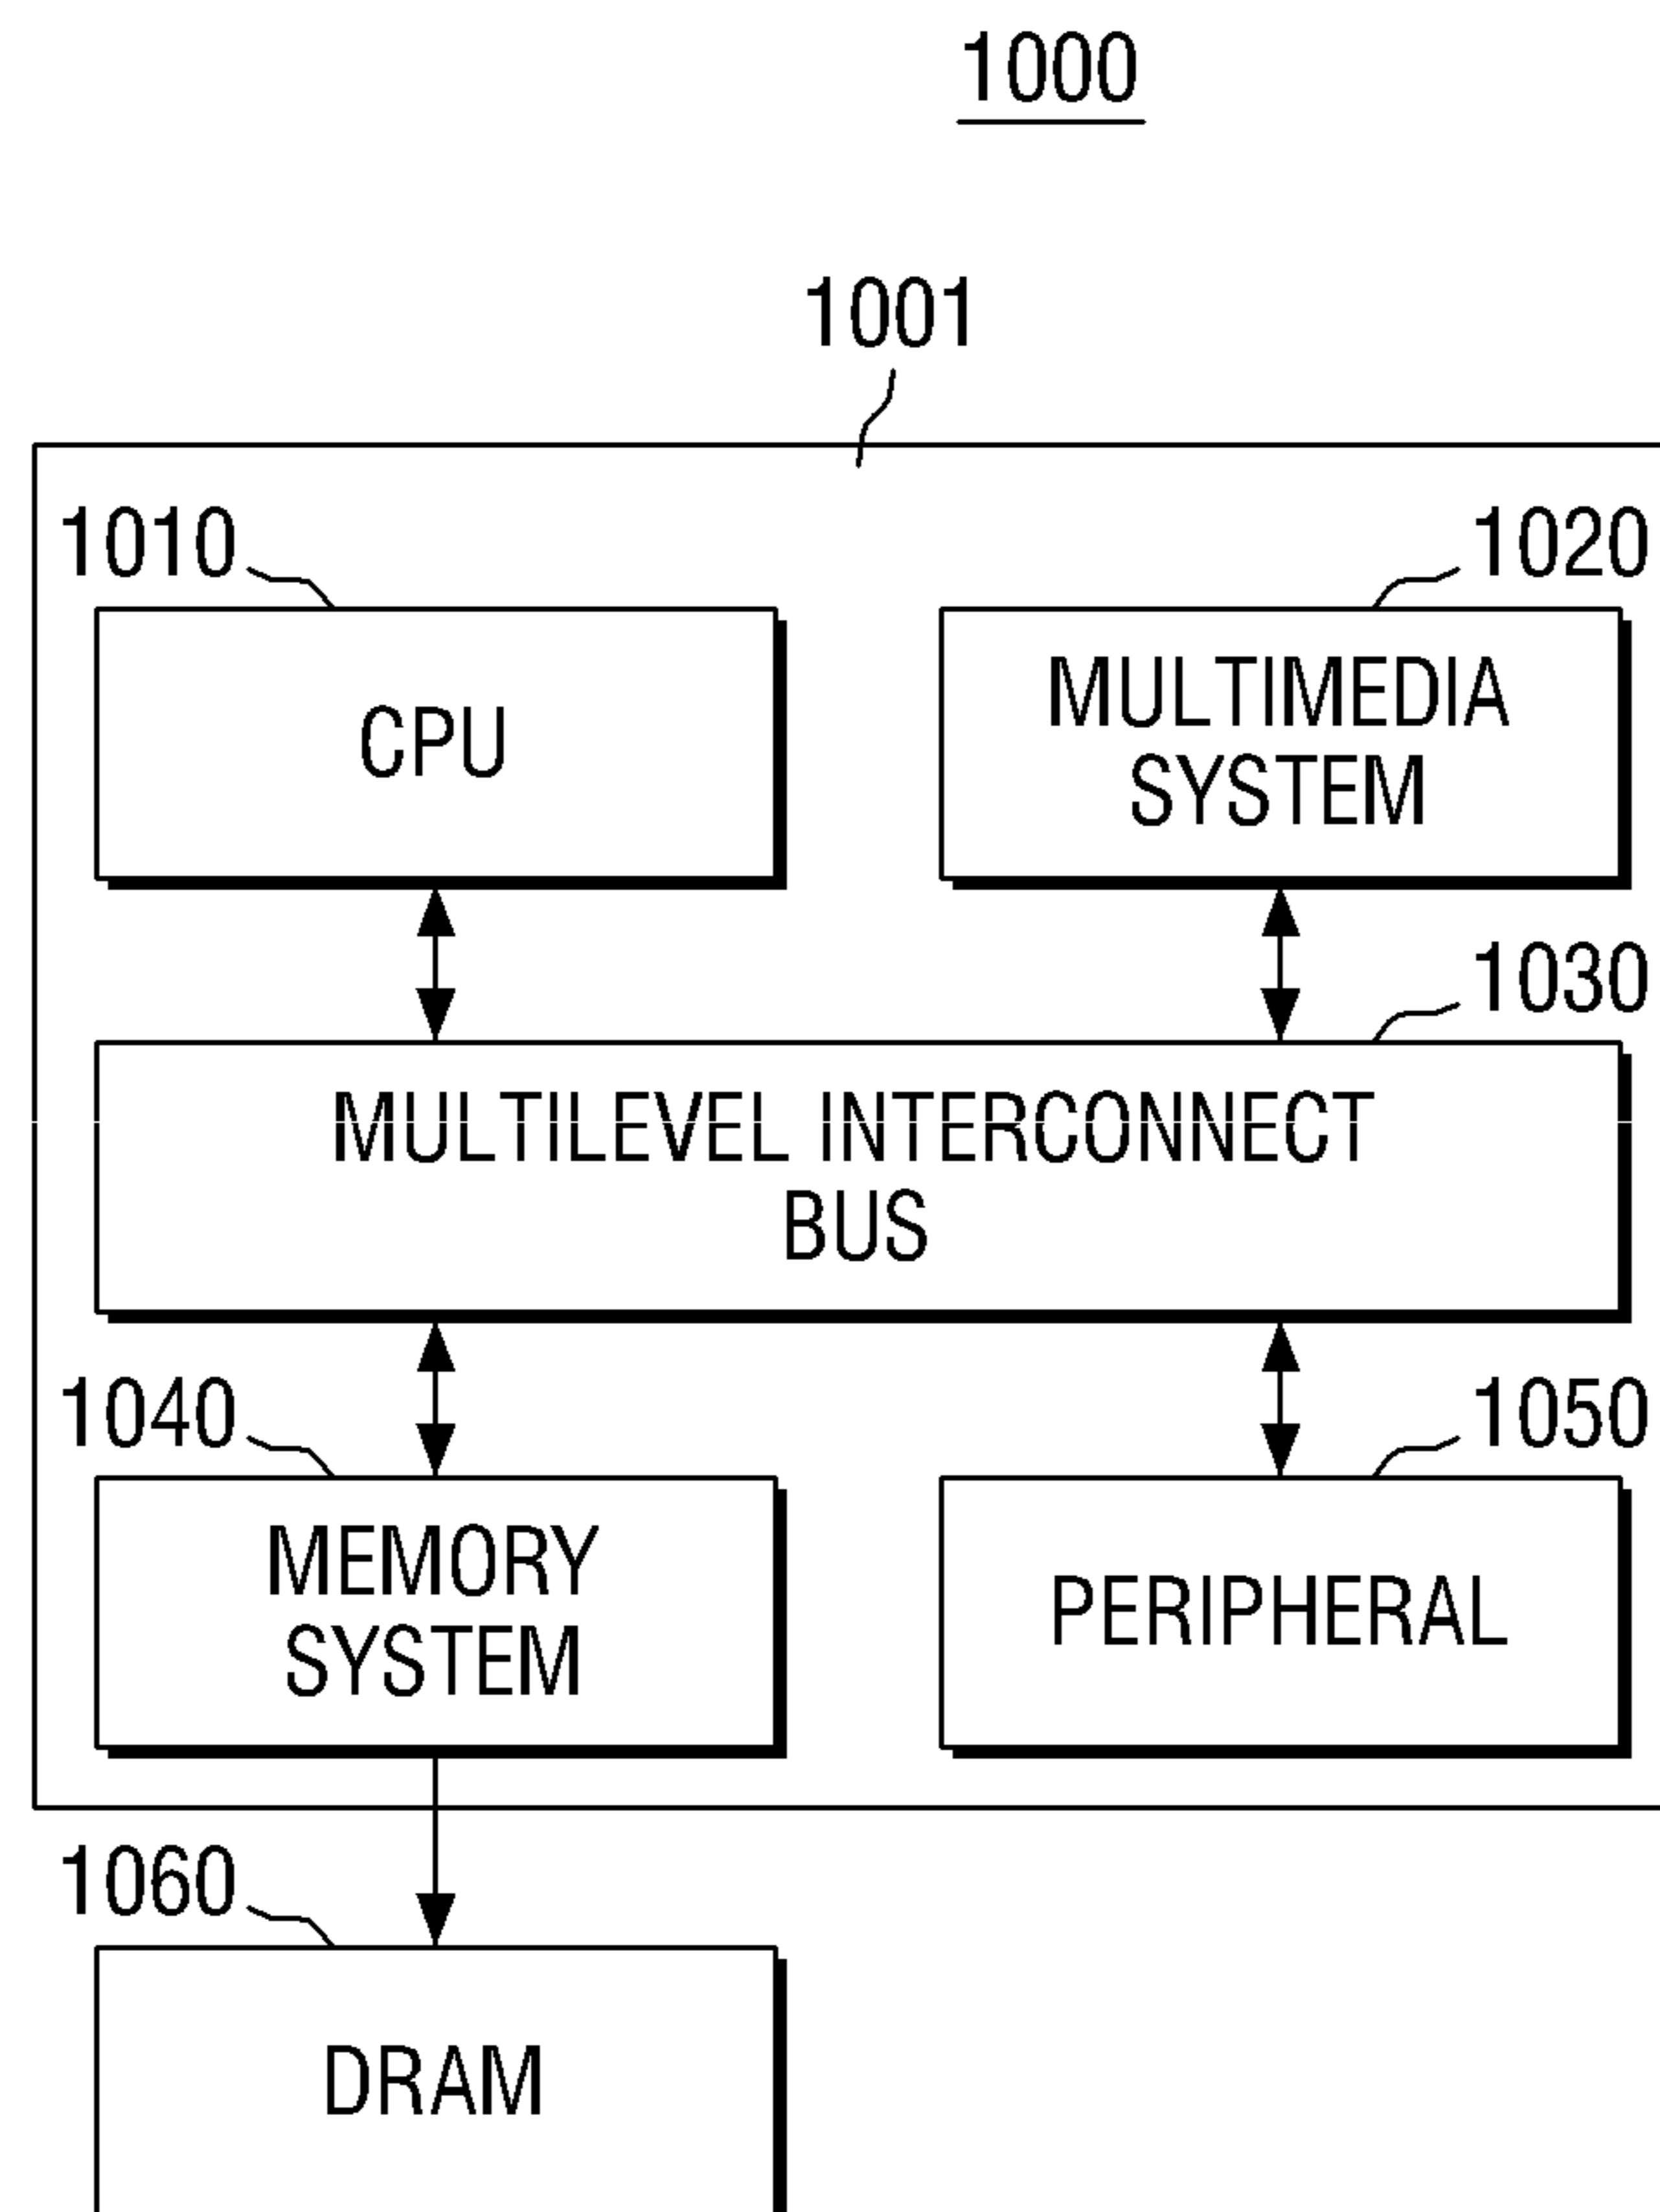 1000
1001
1010
1020
CPU
MULTIMEDIA
SYSTEM
1030
MULTILEVEL INTERCONNECT
BUS
1040
1050
MEMORY
SYSTEM
PERIPHERAL
1060
DRAM